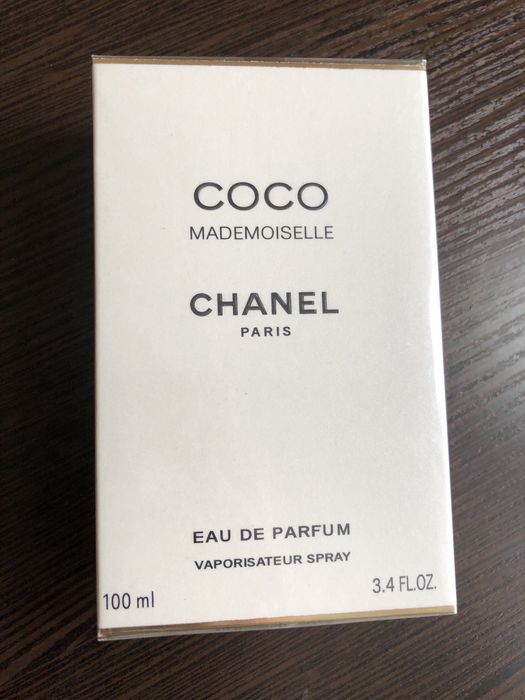 COCO
MADEMOISELLE
CHANEL
PARIS
EAU DE PARFUM
VAPORISATEUR SPRAY
100 ml 3.4 FL.OZ.